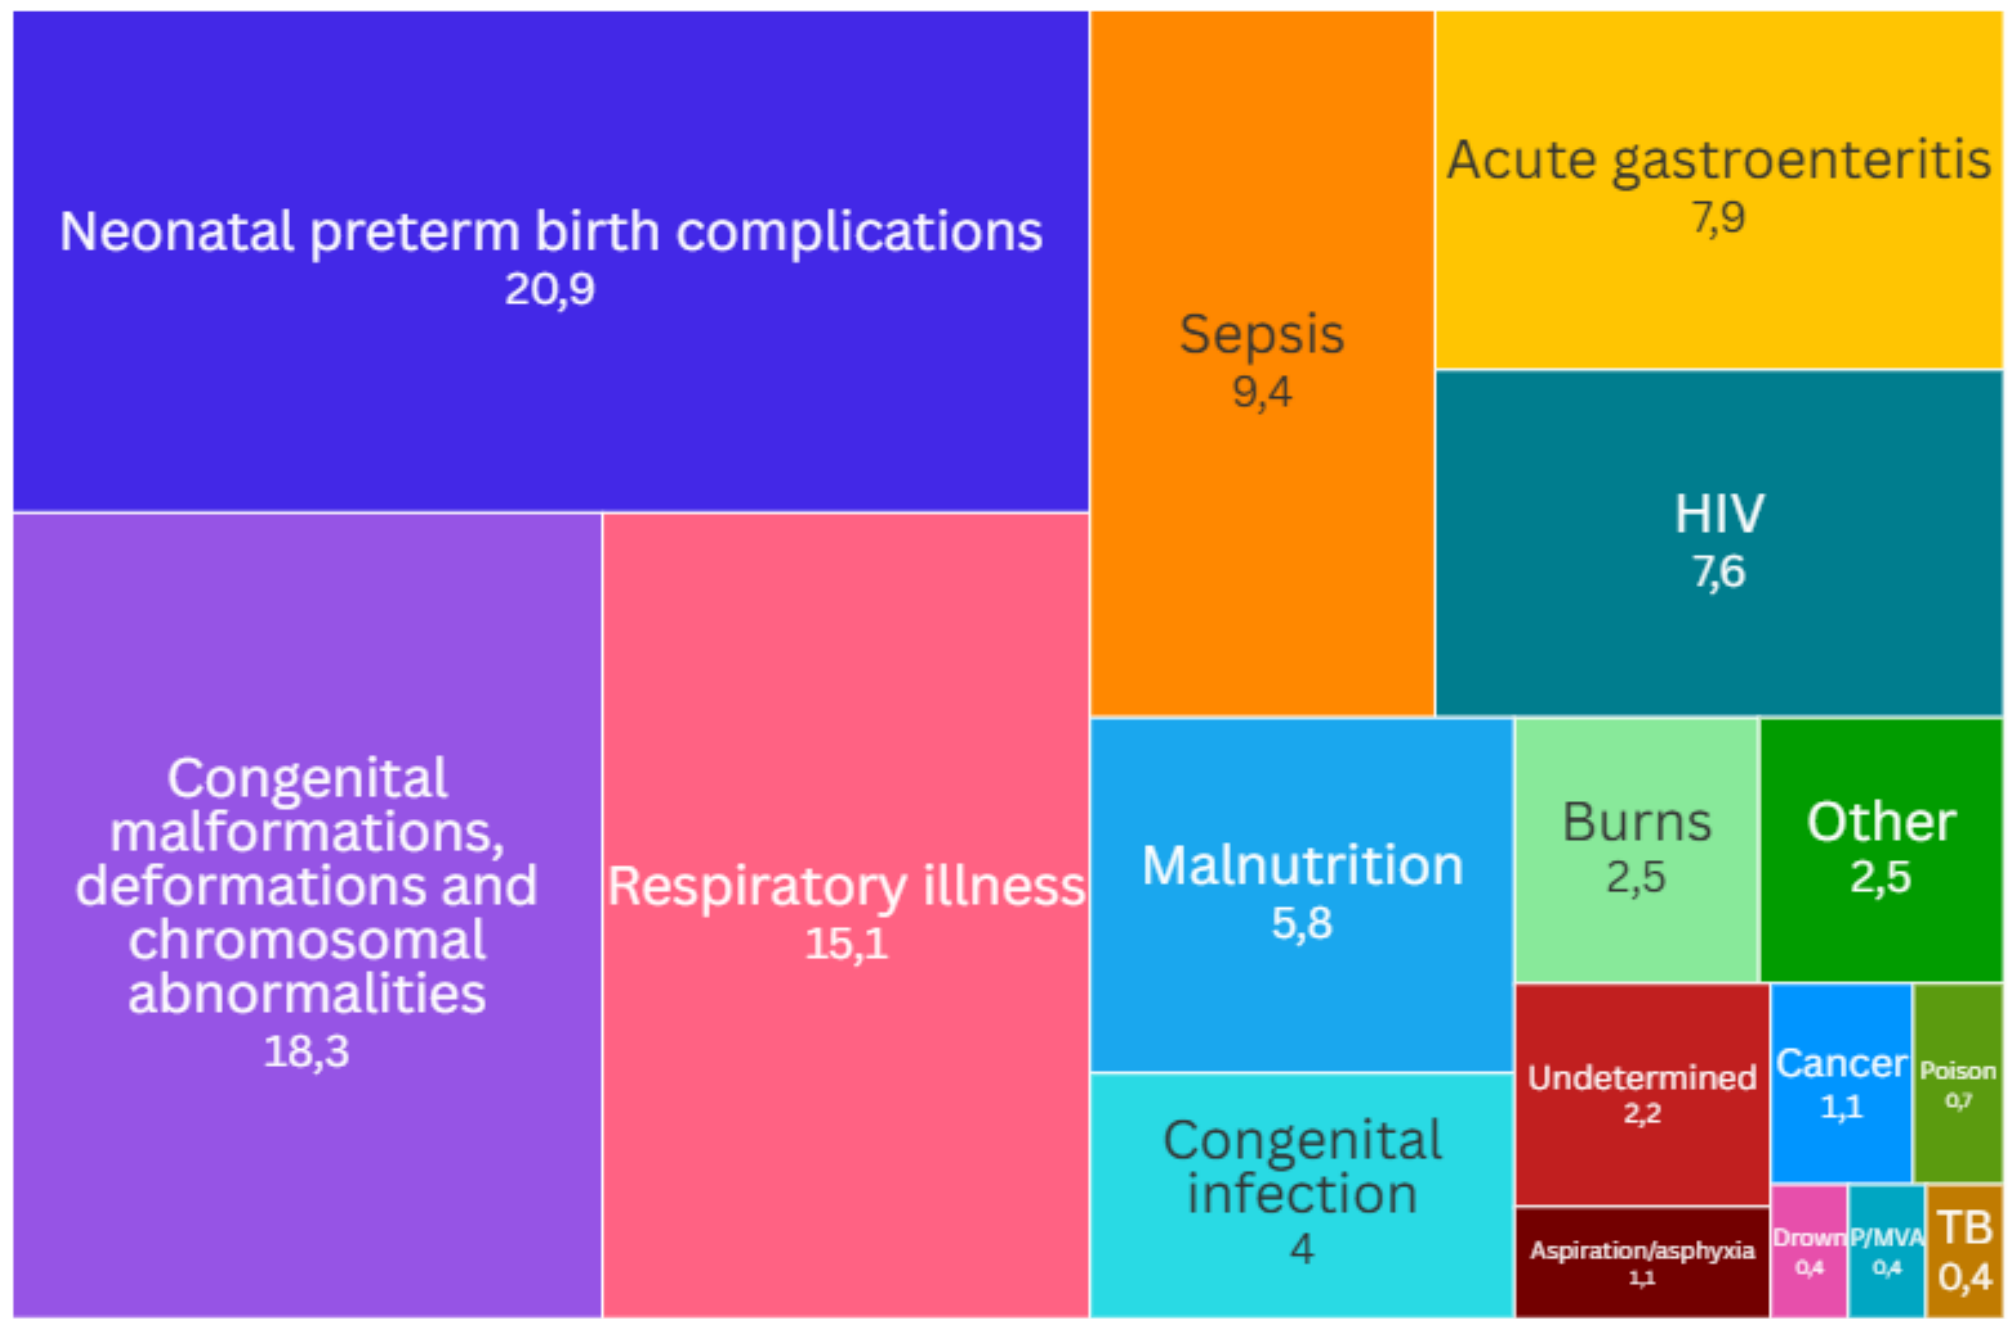 Neonatal preterm birth complications
20,9
Congenital
malformations,
deformations and
chromosomal
abnormalities
18,3
Respiratory illness
15,1
Sepsis
9,4
Acute gastroenteritis
7,9
HIV
7,6
Malnutrition
5,8
Congenital
infection
4
Burns
2,5
Other
2,5
Undetermined
2,2
Aspiration/asphyxia
1,1
Cancer
1,1
Poison
0,7
Drown
0,4
P/MVA
0,4
TB
0,4